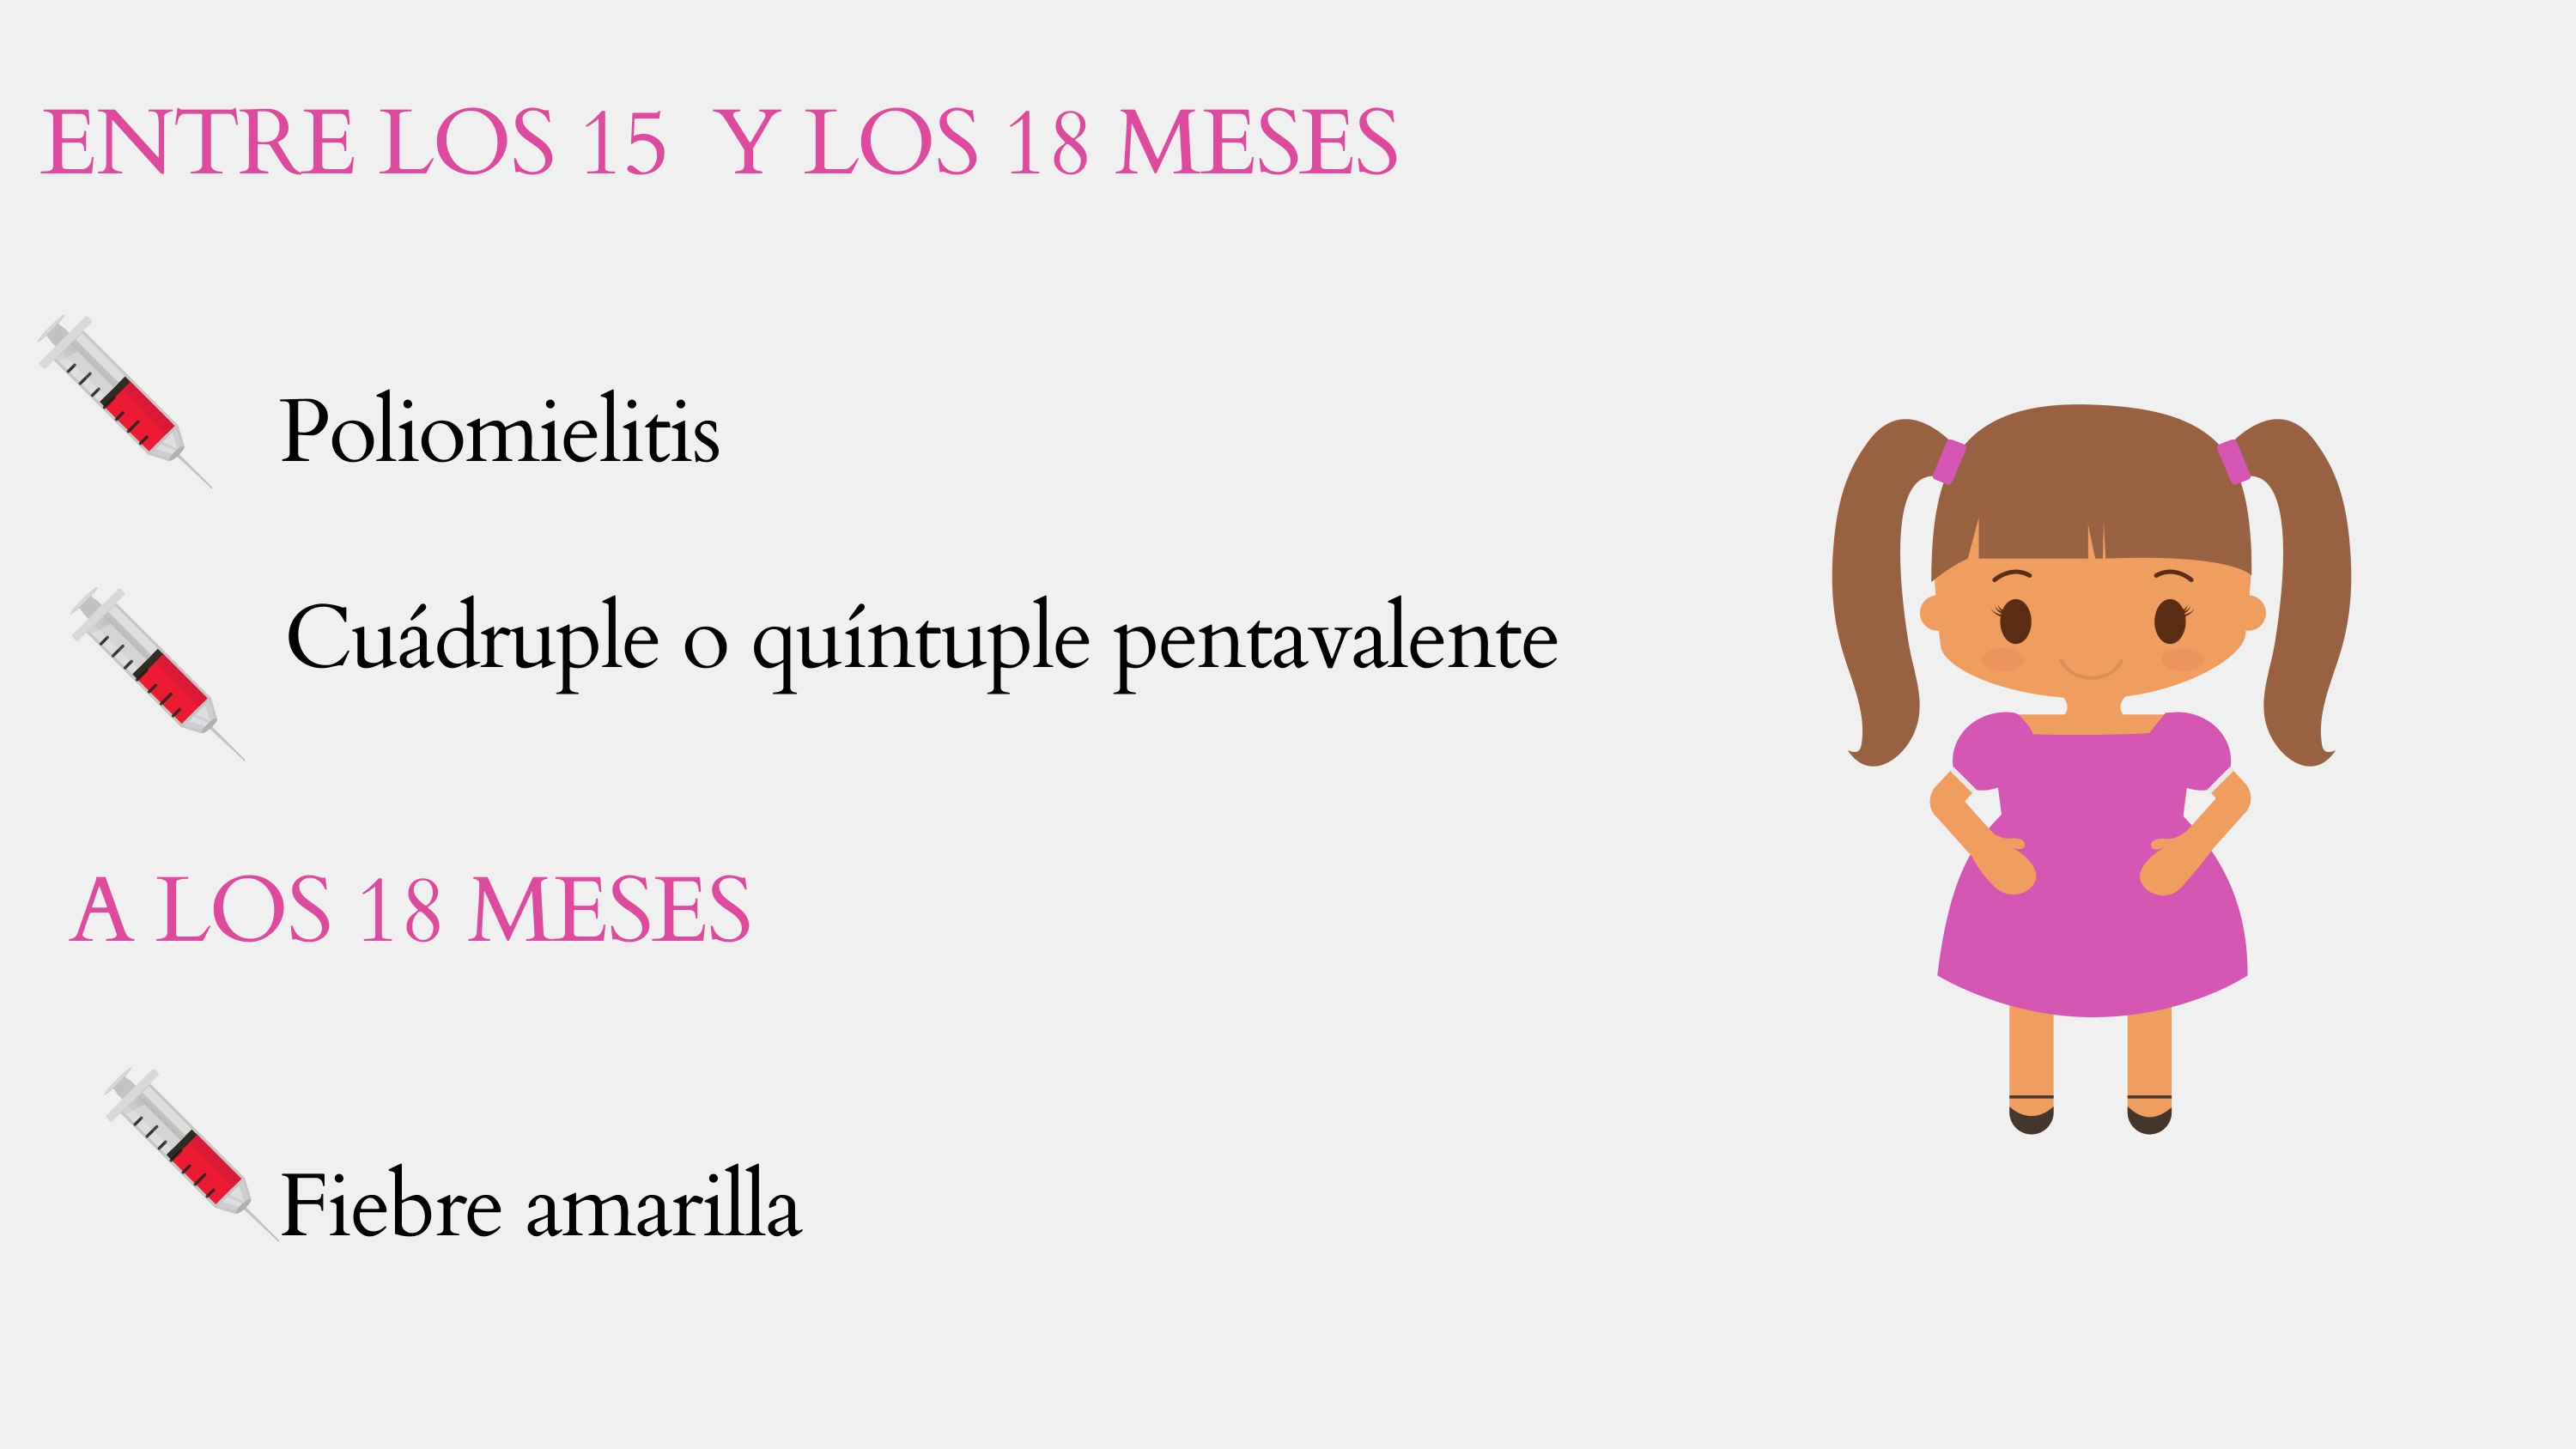 ENTRE LOS 15 Y LOS 18 MESES
Poliomielitis
Cuádruple o quíntuple pentavalente
A LOS 18 MESES
Fiebre amarilla